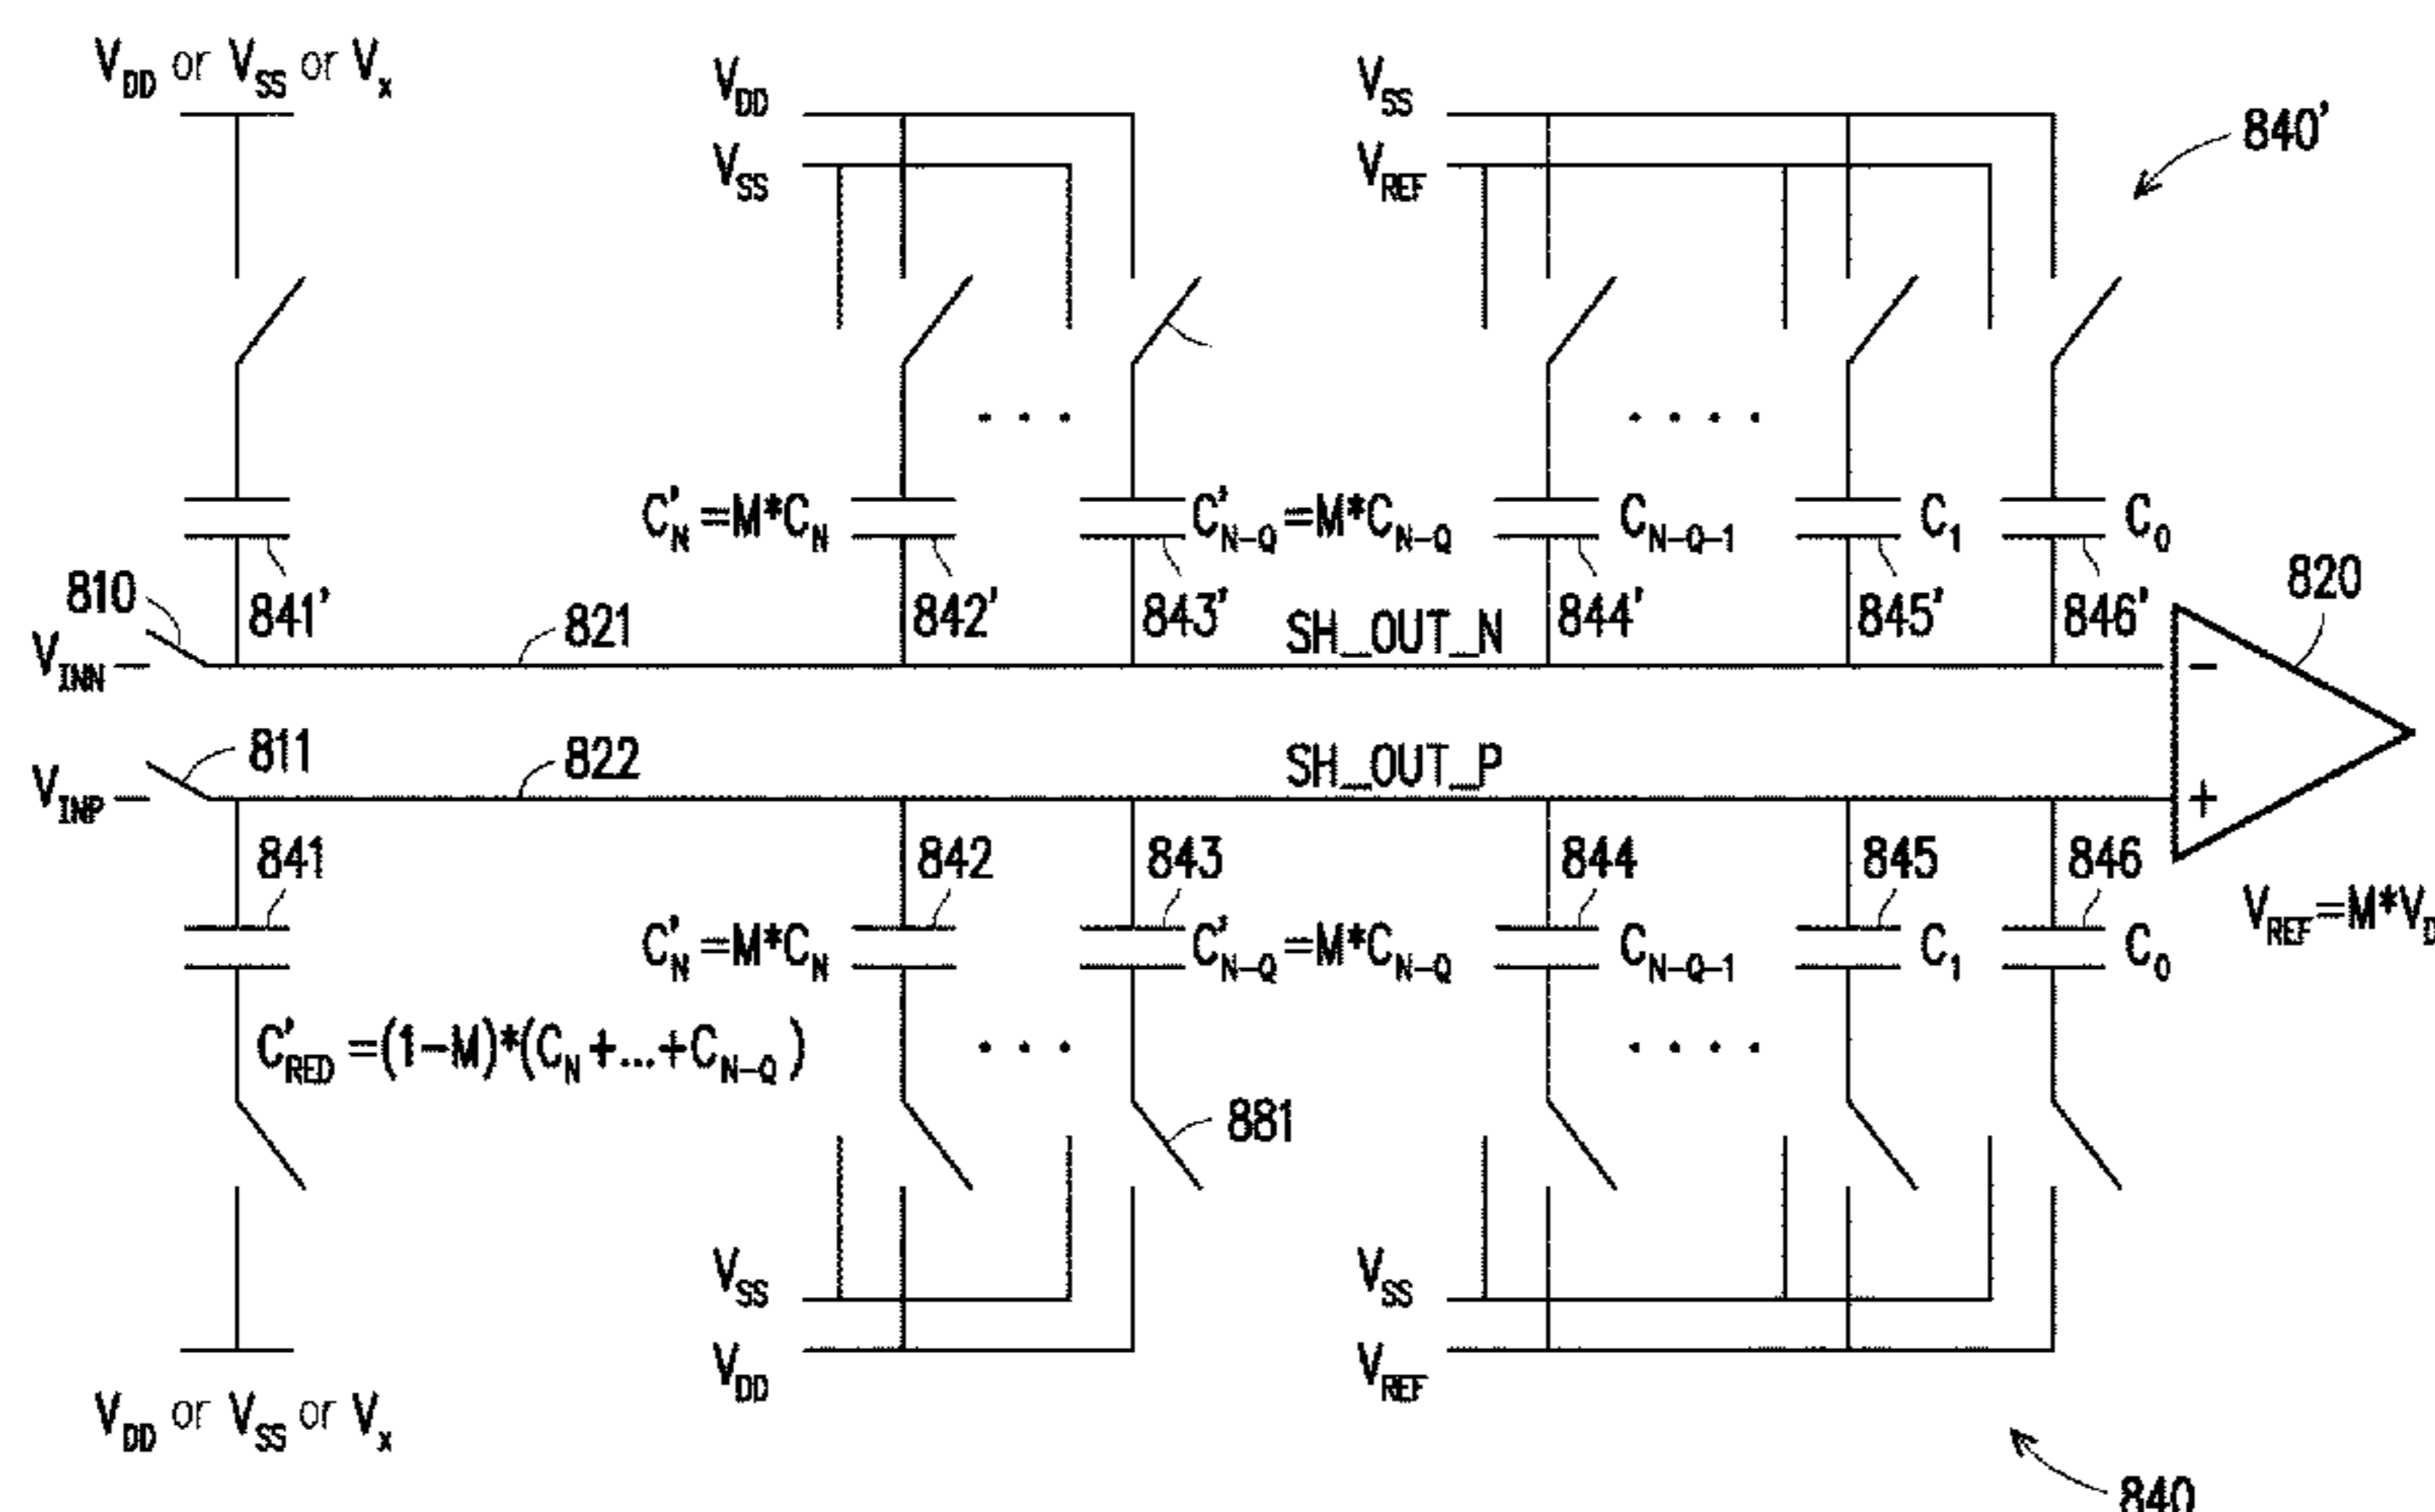 V_DD or V_SS or V_x
V_DD
V_SS
V_SS
V_REF
840'
C'_N=M*C_N
C'_N-Q=M*C_N-Q
C_N-Q-1
C_1
C_0
810
841'
821
842'
843'
SH_OUT_N
844'
845'
846'
820
V_INN
811
822
SH_OUT_P
V_INP
841
842
843
844
845
846
C'_N=M*C_N
C'_N-Q=M*C_N-Q
C_N-Q-1
C_1
C_0
V_REF=M*V_D
C'_RED=(1-M)*(C_N+...+C_N-Q)
881
V_SS
V_DD
V_SS
V_REF
V_DD or V_SS or V_x
840